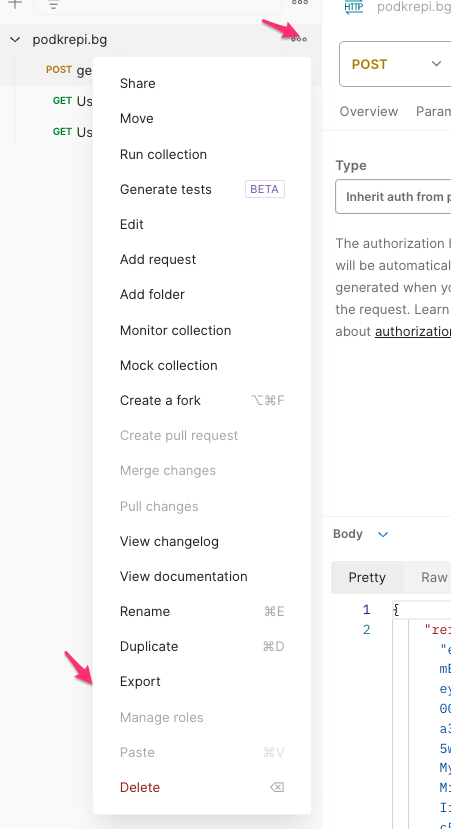 HTTP podkrepi.bg
podkrepi.bg
POST ge
GET Us
GET Us
Share
Move
Run collection
Generate tests BETA
Edit
Add request
Add folder
Monitor collection
Mock collection
Create a fork ⌥⌘F
Create pull request
Merge changes
Pull changes
View changelog
View documentation
Rename ⌘E
Duplicate ⌘D
Export
Manage roles
Paste ⌘V
Delete ⌫
POST
Overview Param
Type
Inherit auth from p
The authorization h
will be automatical
generated when yo
the request. Learn
about authorization
Body
Pretty Raw
1 {
2 "re
"e
mE
ey
00
a3
5w
My
Mi
Ii
cF